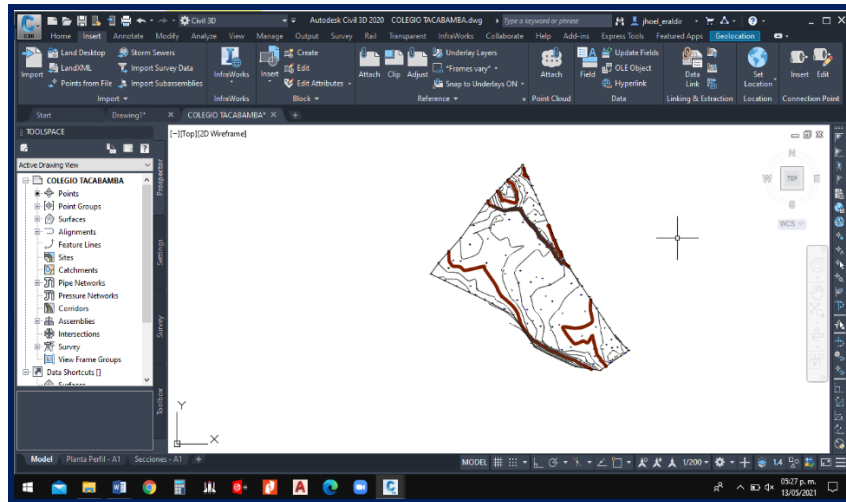 Civil 3D Autodesk Civil 3D 2020 COLEGIO TACABAMBA.dwg Type a keyword or phrase jhoel_eraldir
C3D Home Insert Annotate Modify Analyze View Manage Output Survey Rail Transparent InfraWorks Collaborate Help Add-ins Express Tools Featured Apps Geolocation
Land Desktop Storm Sewers Create Underlay Layers Update Fields
LandXML Import Survey Data Edit *Frames vary* OLE Object
Points from File Import Subassemblies Edit Attributes Snap to Underlays ON Hyperlink
Import InfraWorks Insert Attach Clip Adjust Attach Field Data Link Set Location Insert Edit
Import InfraWorks Block Reference Point Cloud Data Linking & Extraction Location Connection Point
Start Drawing1* COLEGIO TACABAMBA*
TOOLSPACE
[−][Top][2D Wireframe]
Active Drawing View
COLEGIO TACABAMBA
Points
Point Groups
Surfaces
Alignments
Feature Lines
Sites
Catchments
Pipe Networks
Pressure Networks
Corridors
Assemblies
Intersections
Survey
View Frame Groups
Data Shortcuts []
Surfaces
Prospector
Settings
Survey
Toolbox
N
W TOP E
S
WCS
Y
X
Model Planta Perfil - A1 Secciones - A1
MODEL 1/200 1.4
05:27 p. m.
13/05/2021